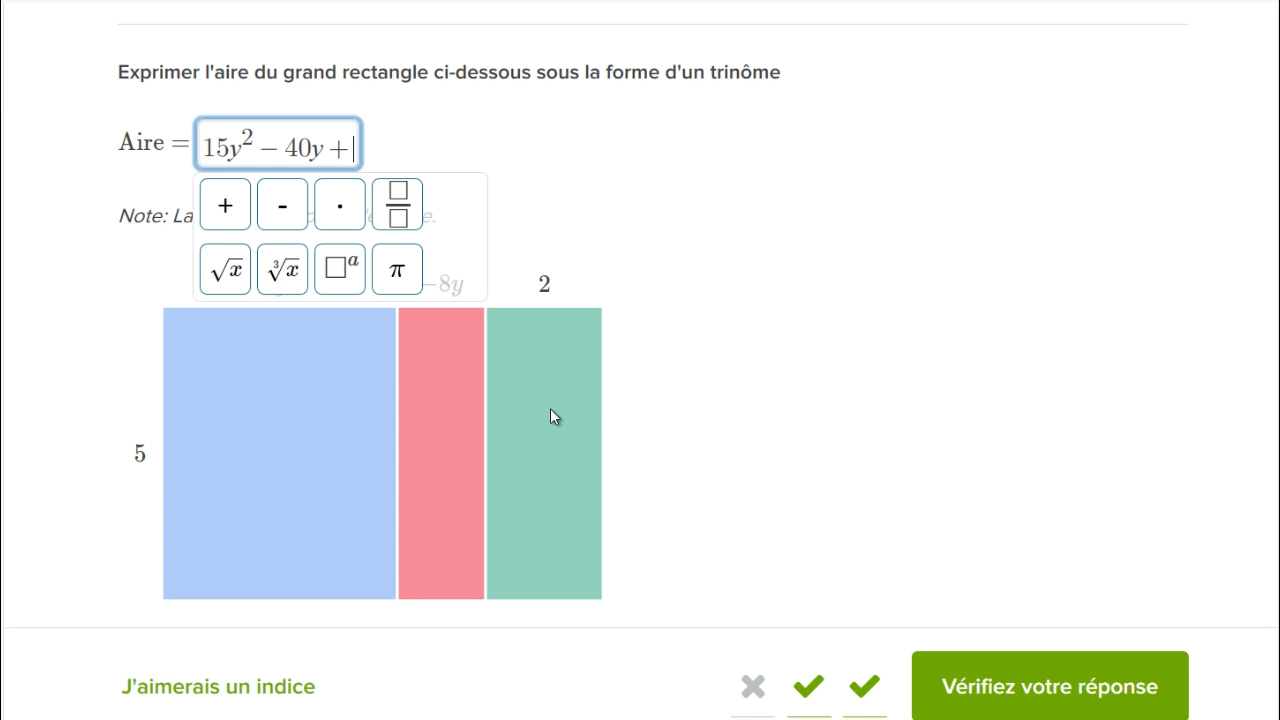 Exprimer l'aire du grand rectangle ci-dessous sous la forme d'un trinôme
Aire = 15y² − 40y +
+ - · □/□
Note: La
√x ∛x □ᵃ π
−8y 2
5
J'aimerais un indice
Vérifiez votre réponse